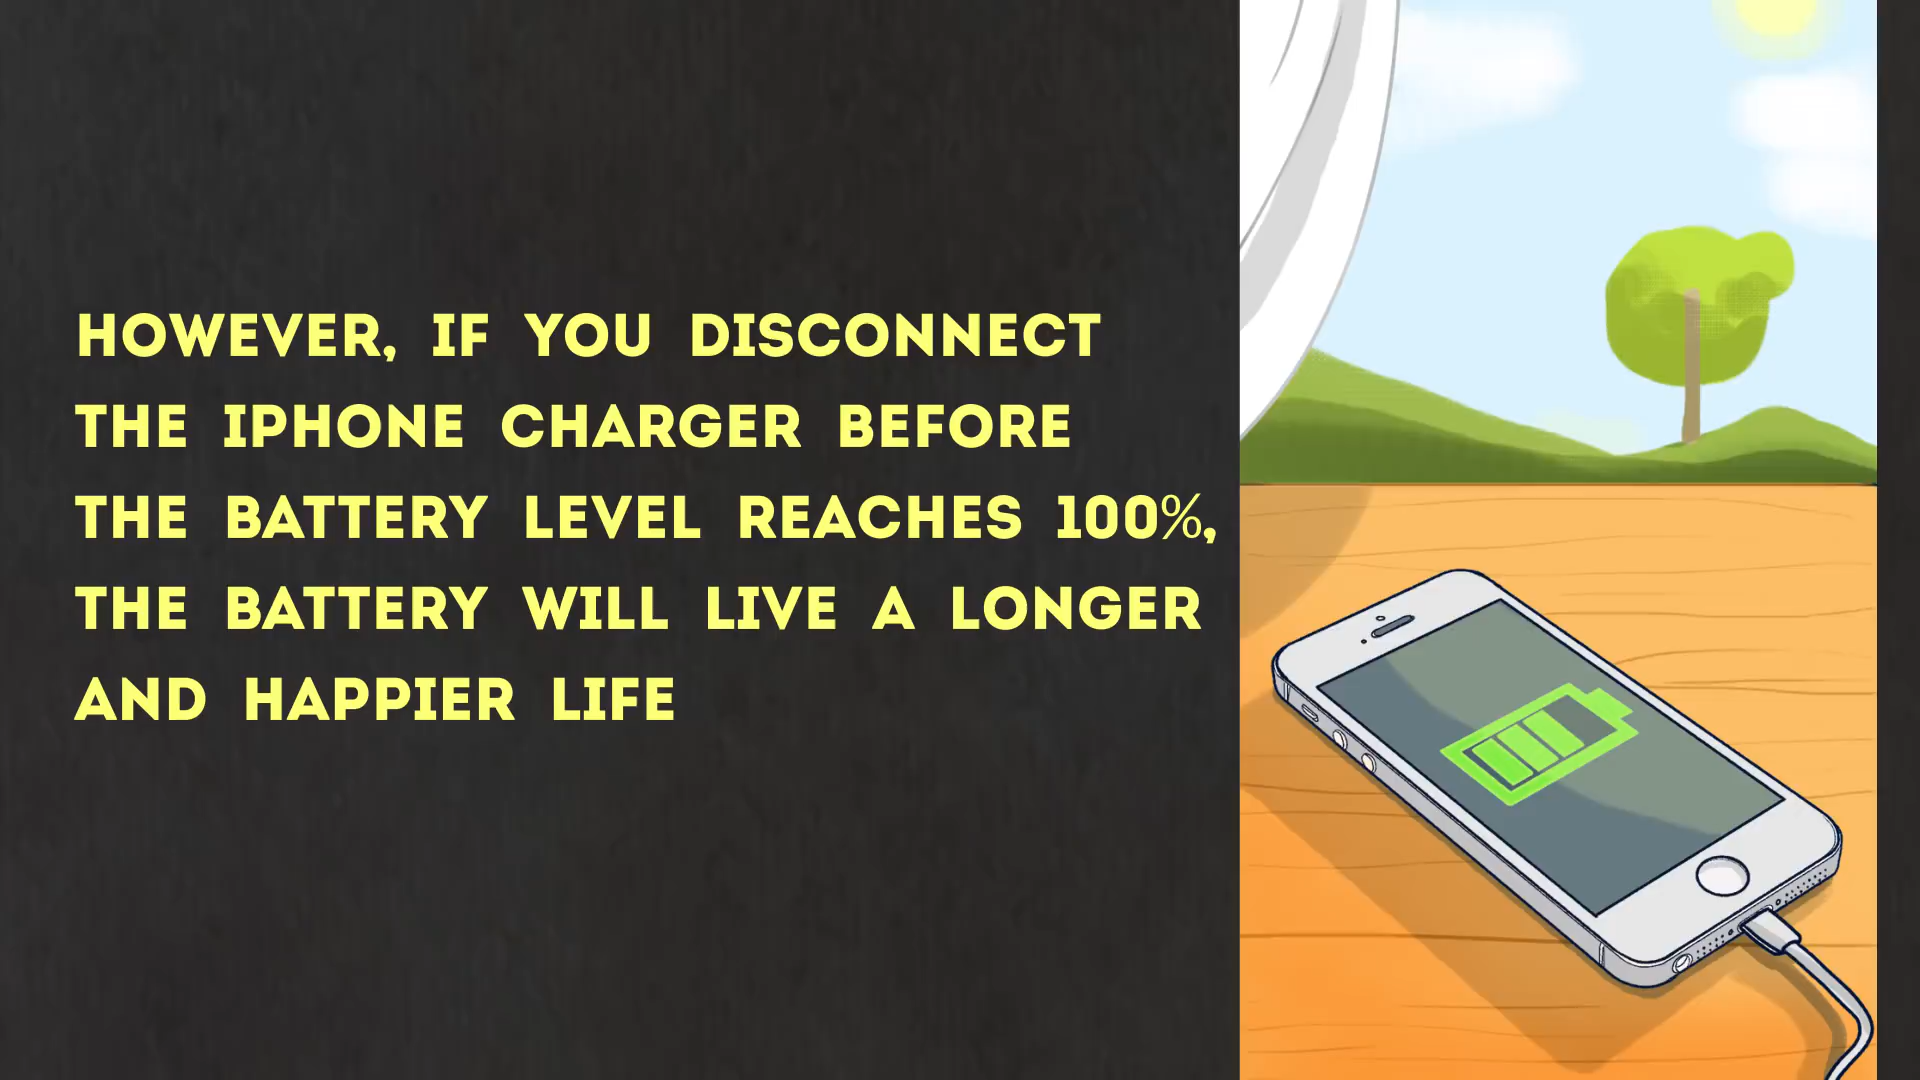 HOWEVER, IF YOU DISCONNECT
THE IPHONE CHARGER BEFORE
THE BATTERY LEVEL REACHES 100%,
THE BATTERY WILL LIVE A LONGER
AND HAPPIER LIFE